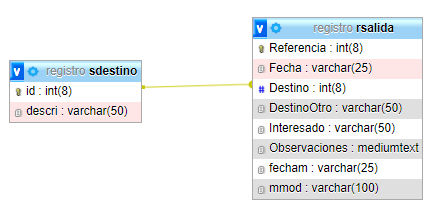 registro sdestino
id : int(8)
descri : varchar(50)
registro rsalida
Referencia : int(8)
Fecha : varchar(25)
Destino : int(8)
DestinoOtro : varchar(50)
Interesado : varchar(50)
Observaciones : mediumtext
fecham : varchar(25)
mmod : varchar(100)